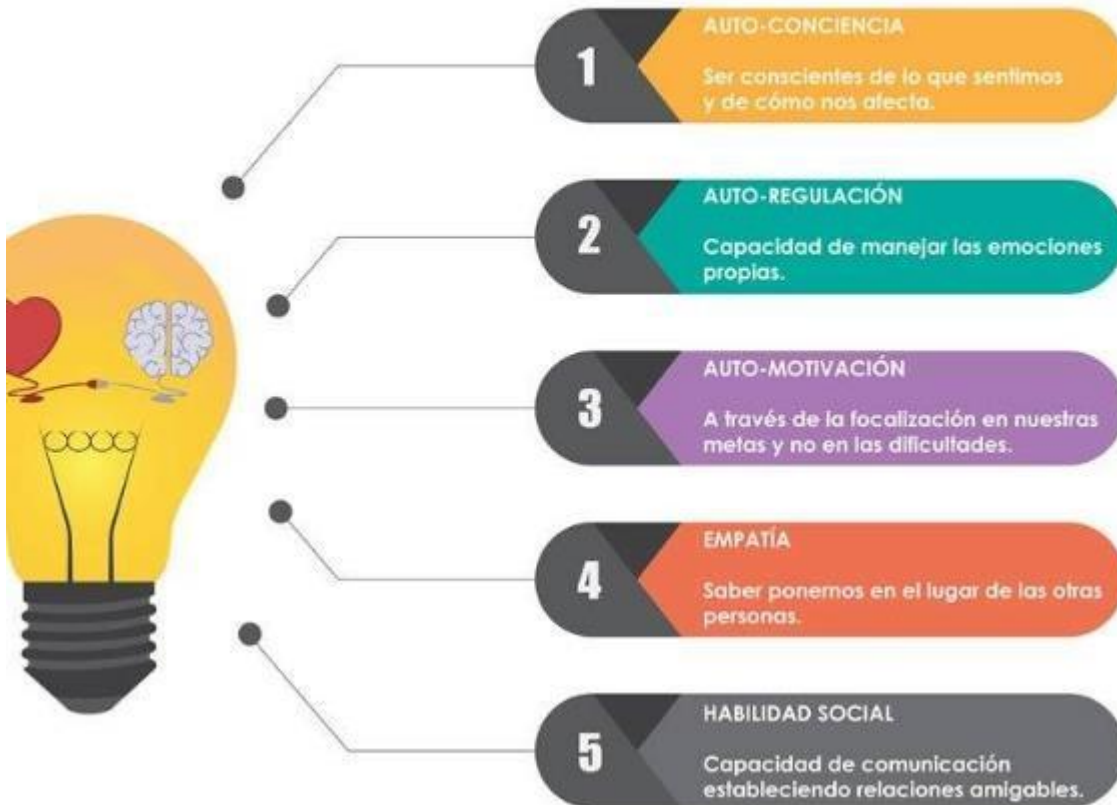 1
AUTO-CONCIENCIA
Ser conscientes de lo que sentimos
y de cómo nos afecta.
2
AUTO-REGULACIÓN
Capacidad de manejar las emociones
propias.
3
AUTO-MOTIVACIÓN
A través de la focalización en nuestras
metas y no en las dificultades.
4
EMPATÍA
Saber ponernos en el lugar de las otras
personas.
5
HABILIDAD SOCIAL
Capacidad de comunicación
estableciendo relaciones amigables.